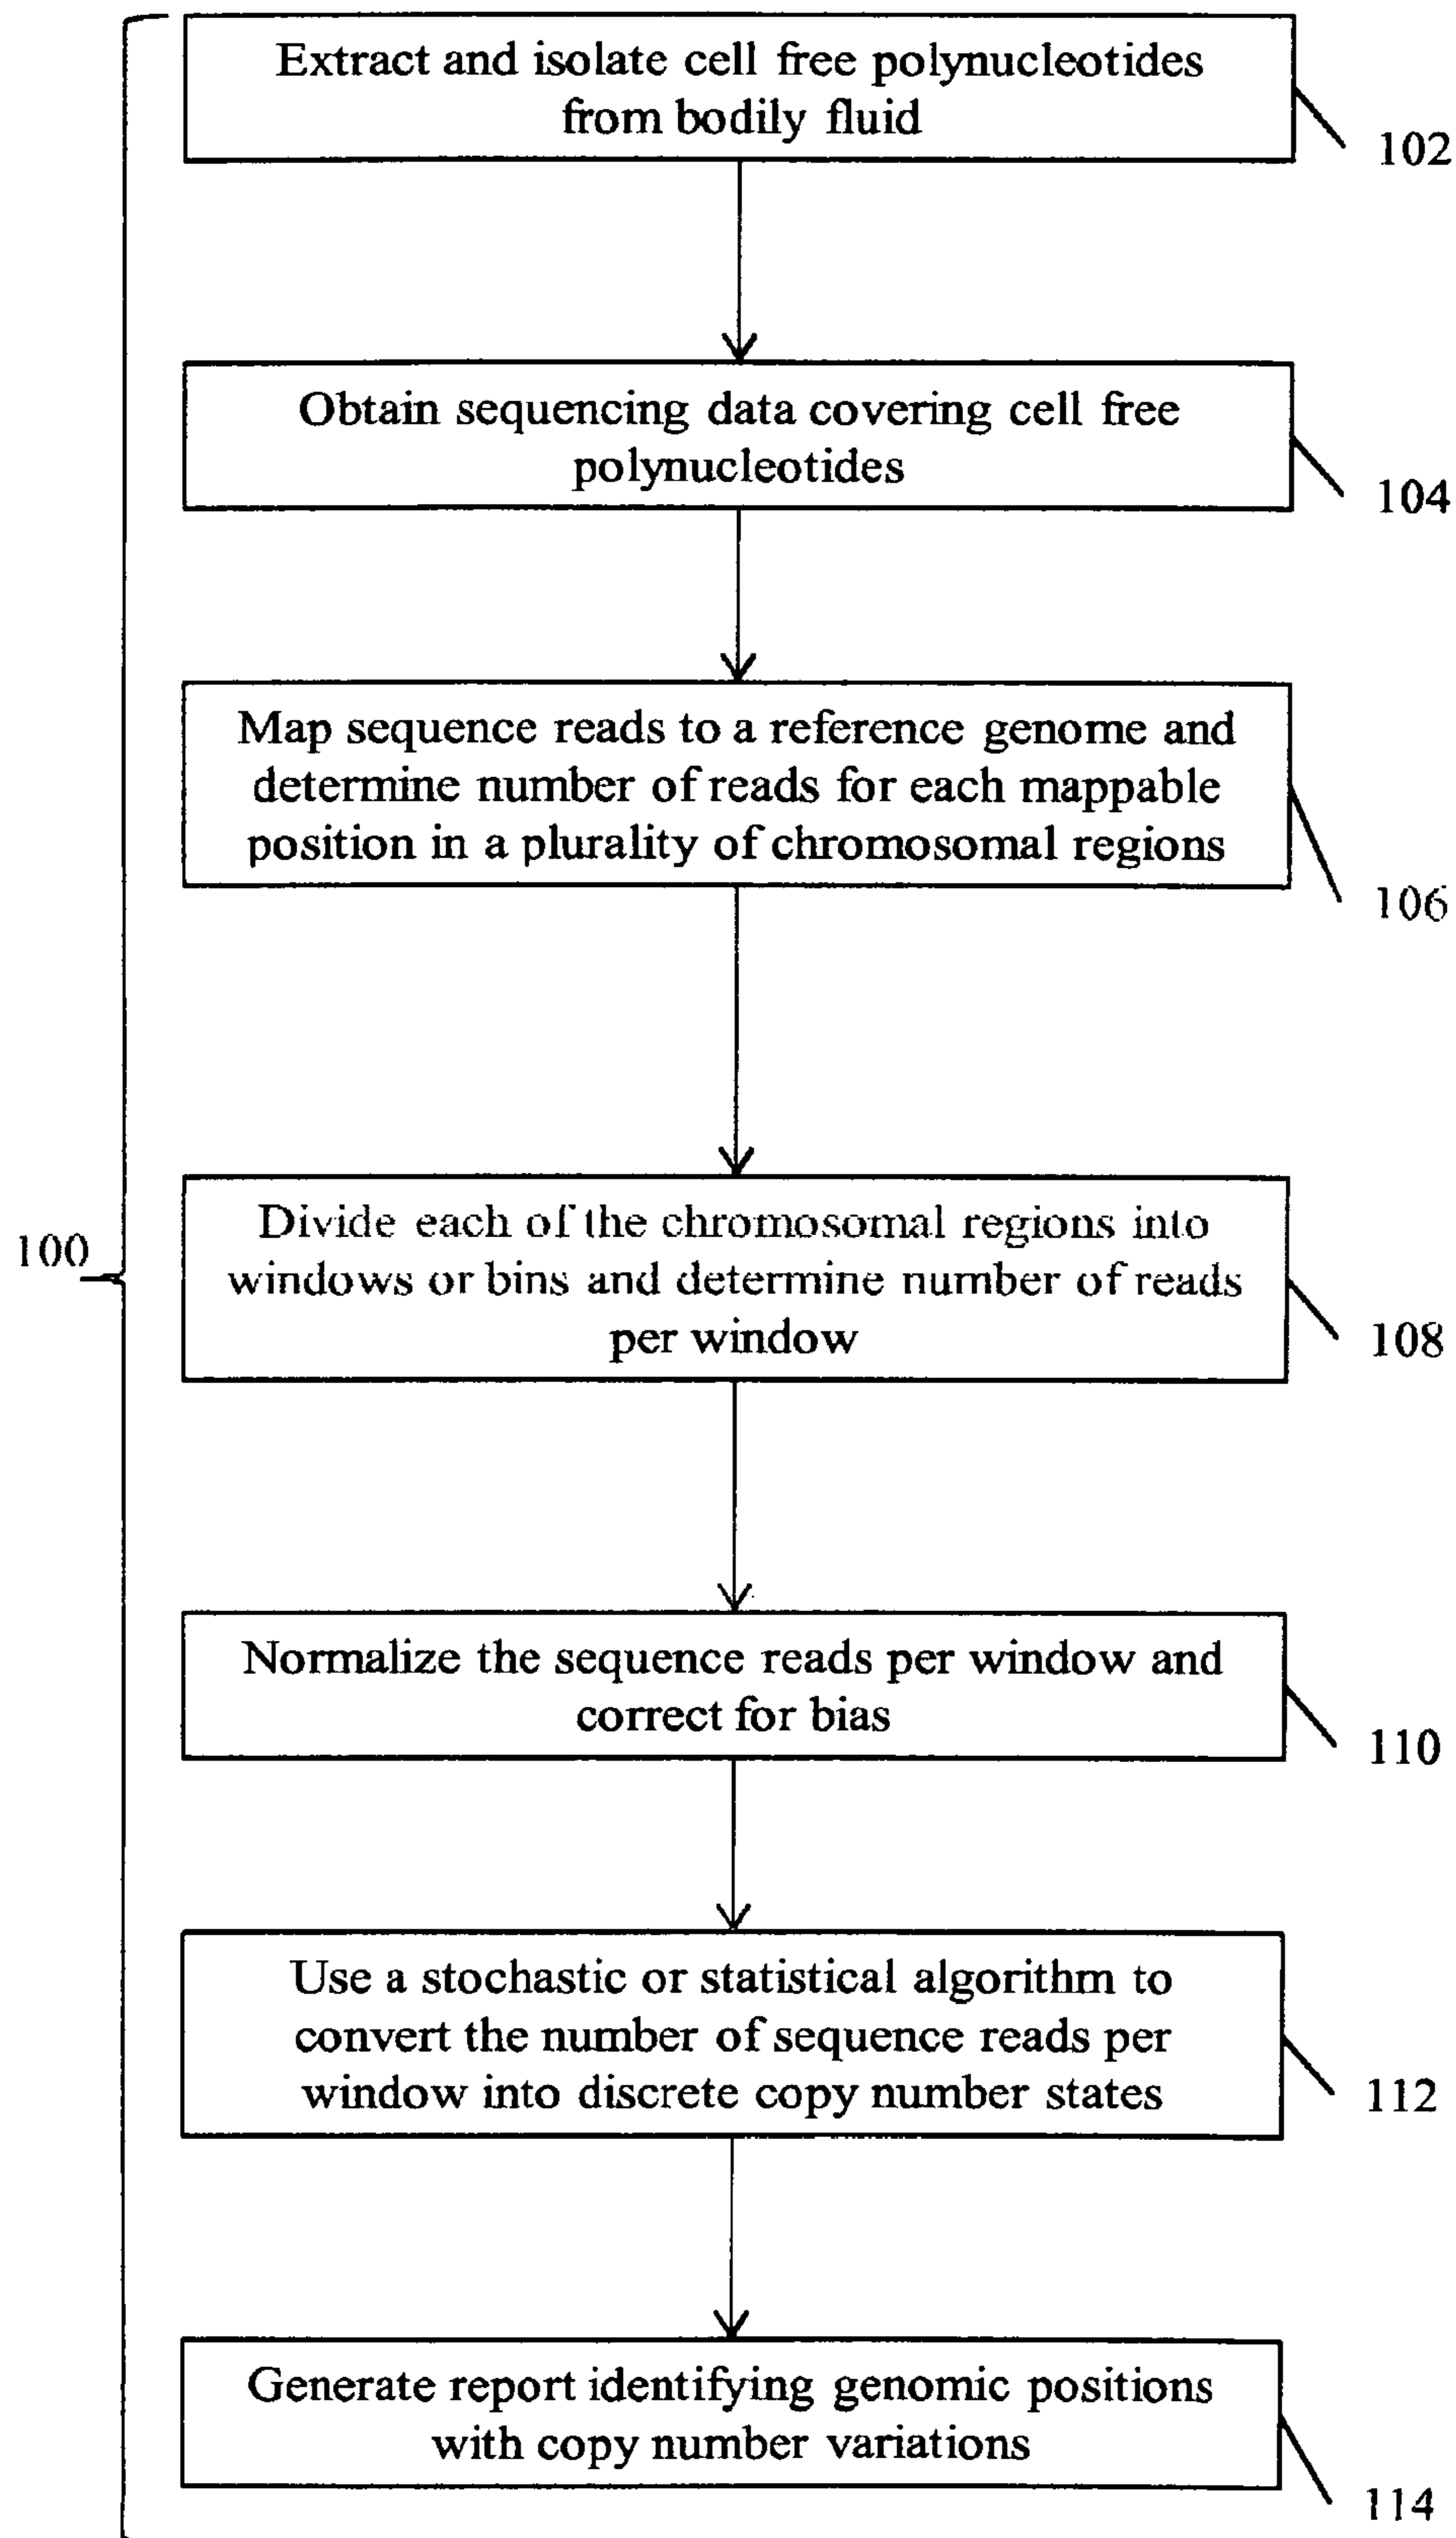 Extract and isolate cell free polynucleotides
from bodily fluid
102
Obtain sequencing data covering cell free
polynucleotides
104
Map sequence reads to a reference genome and
determine number of reads for each mappable
position in a plurality of chromosomal regions
106
100
Divide each of the chromosomal regions into
windows or bins and determine number of reads
per window
108
Normalize the sequence reads per window and
correct for bias
110
Use a stochastic or statistical algorithm to
convert the number of sequence reads per
window into discrete copy number states
112
Generate report identifying genomic positions
with copy number variations
114